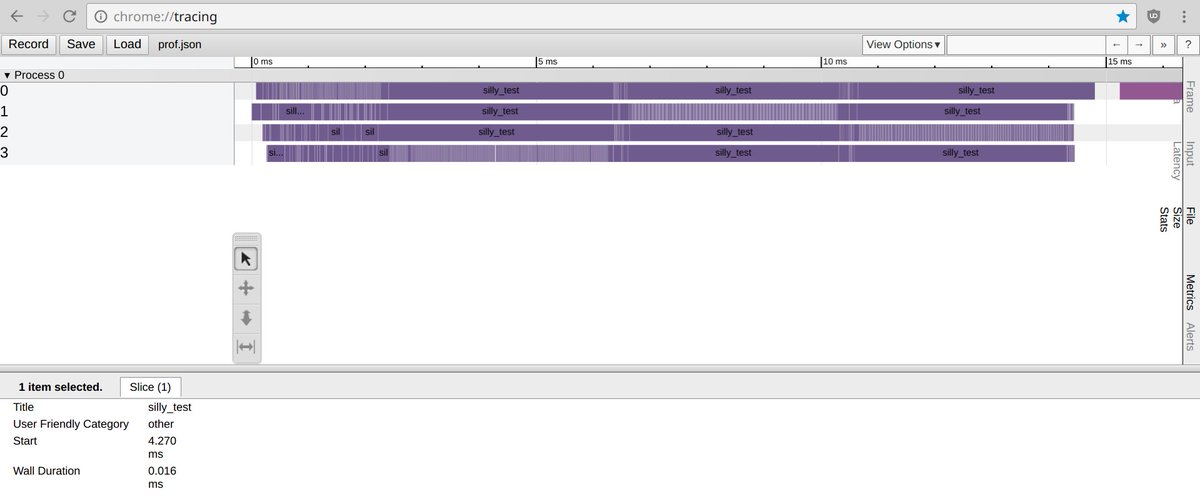 chrome://tracing
Record Save Load prof.json View Options▾ ← → » ?
0 ms 5 ms 10 ms 15 ms
▾ Process 0
0 silly_test silly_test silly_test
1 sill... silly_test silly_test
2 sil sil silly_test silly_test
3 si... sil silly_test silly_test
Frame
Input Latency
File Size Stats
Metrics
Alerts
1 item selected. Slice (1)
Title silly_test
User Friendly Category other
Start 4.270
ms
Wall Duration 0.016
ms